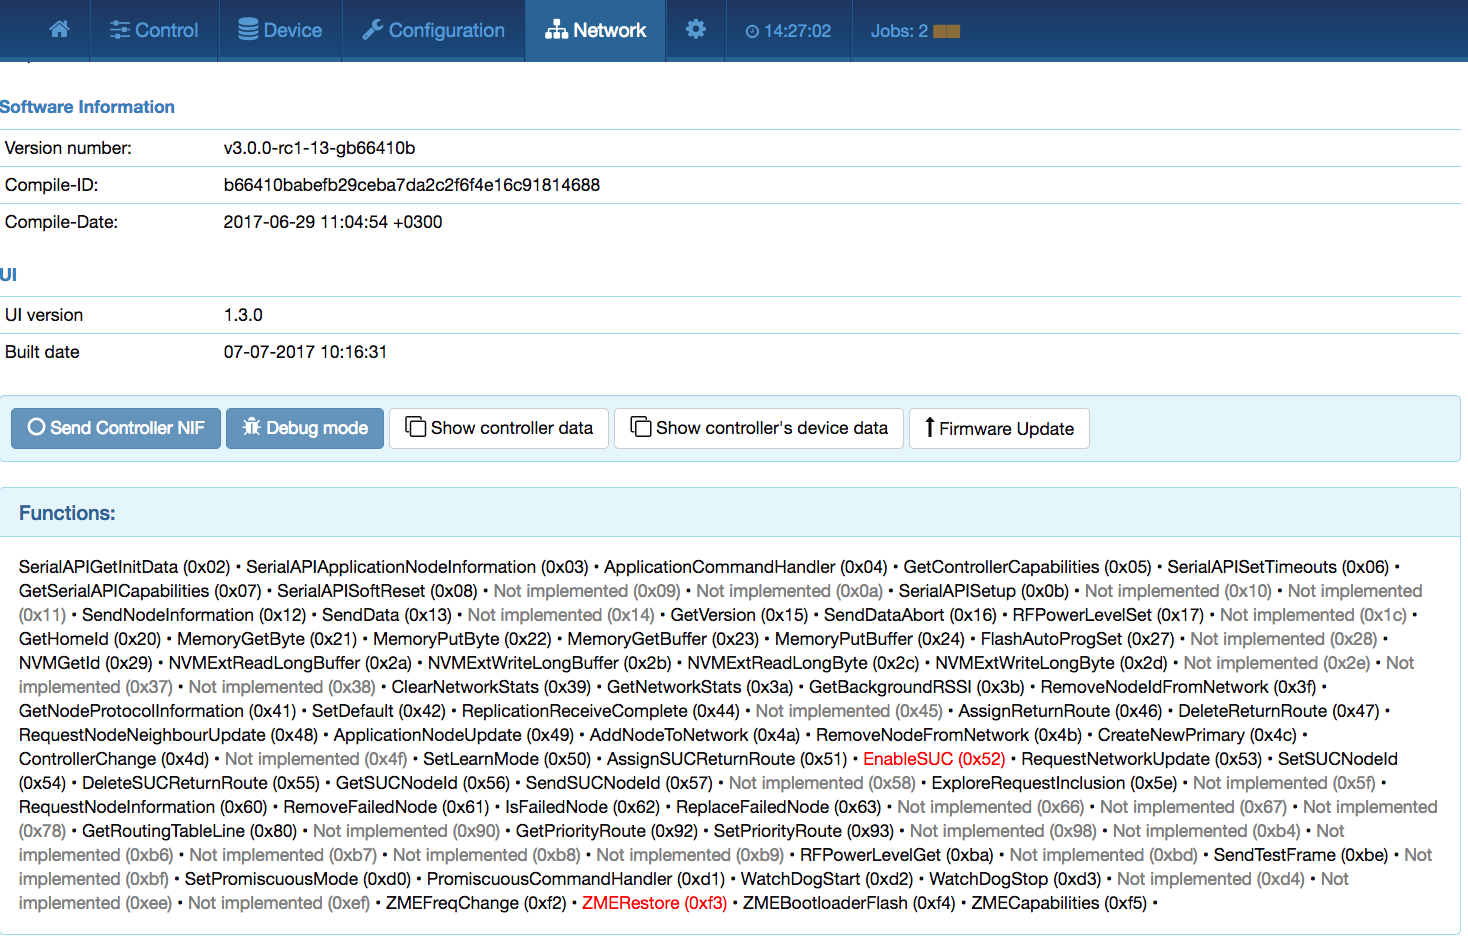 Control Device Configuration Network 14:27:02 Jobs: 2
Software Information
Version number: v3.0.0-rc1-13-gb66410b
Compile-ID: b66410babefb29ceba7da2c2f6f4e16c91814688
Compile-Date: 2017-06-29 11:04:54 +0300
UI
UI version 1.3.0
Built date 07-07-2017 10:16:31
Send Controller NIF Debug mode Show controller data Show controller's device data Firmware Update
Functions:
SerialAPIGetInitData (0x02) • SerialAPIApplicationNodeInformation (0x03) • ApplicationCommandHandler (0x04) • GetControllerCapabilities (0x05) • SerialAPISetTimeouts (0x06) •
GetSerialAPICapabilities (0x07) • SerialAPISoftReset (0x08) • Not implemented (0x09) • Not implemented (0x0a) • SerialAPISetup (0x0b) • Not implemented (0x10) • Not implemented
(0x11) • SendNodeInformation (0x12) • SendData (0x13) • Not implemented (0x14) • GetVersion (0x15) • SendDataAbort (0x16) • RFPowerLevelSet (0x17) • Not implemented (0x1c) •
GetHomeId (0x20) • MemoryGetByte (0x21) • MemoryPutByte (0x22) • MemoryGetBuffer (0x23) • MemoryPutBuffer (0x24) • FlashAutoProgSet (0x27) • Not implemented (0x28) •
NVMGetId (0x29) • NVMExtReadLongBuffer (0x2a) • NVMExtWriteLongBuffer (0x2b) • NVMExtReadLongByte (0x2c) • NVMExtWriteLongByte (0x2d) • Not implemented (0x2e) • Not
implemented (0x37) • Not implemented (0x38) • ClearNetworkStats (0x39) • GetNetworkStats (0x3a) • GetBackgroundRSSI (0x3b) • RemoveNodeIdFromNetwork (0x3f) •
GetNodeProtocolInformation (0x41) • SetDefault (0x42) • ReplicationReceiveComplete (0x44) • Not implemented (0x45) • AssignReturnRoute (0x46) • DeleteReturnRoute (0x47) •
RequestNodeNeighbourUpdate (0x48) • ApplicationNodeUpdate (0x49) • AddNodeToNetwork (0x4a) • RemoveNodeFromNetwork (0x4b) • CreateNewPrimary (0x4c) •
ControllerChange (0x4d) • Not implemented (0x4f) • SetLearnMode (0x50) • AssignSUCReturnRoute (0x51) • EnableSUC (0x52) • RequestNetworkUpdate (0x53) • SetSUCNodeId
(0x54) • DeleteSUCReturnRoute (0x55) • GetSUCNodeId (0x56) • SendSUCNodeId (0x57) • Not implemented (0x58) • ExploreRequestInclusion (0x5e) • Not implemented (0x5f) •
RequestNodeInformation (0x60) • RemoveFailedNode (0x61) • IsFailedNode (0x62) • ReplaceFailedNode (0x63) • Not implemented (0x66) • Not implemented (0x67) • Not implemented
(0x78) • GetRoutingTableLine (0x80) • Not implemented (0x90) • GetPriorityRoute (0x92) • SetPriorityRoute (0x93) • Not implemented (0x98) • Not implemented (0xb4) • Not
implemented (0xb6) • Not implemented (0xb7) • Not implemented (0xb8) • Not implemented (0xb9) • RFPowerLevelGet (0xba) • Not implemented (0xbd) • SendTestFrame (0xbe) • Not
implemented (0xbf) • SetPromiscuousMode (0xd0) • PromiscuousCommandHandler (0xd1) • WatchDogStart (0xd2) • WatchDogStop (0xd3) • Not implemented (0xd4) • Not
implemented (0xee) • Not implemented (0xef) • ZMEFreqChange (0xf2) • ZMERestore (0xf3) • ZMEBootloaderFlash (0xf4) • ZMECapabilities (0xf5) •